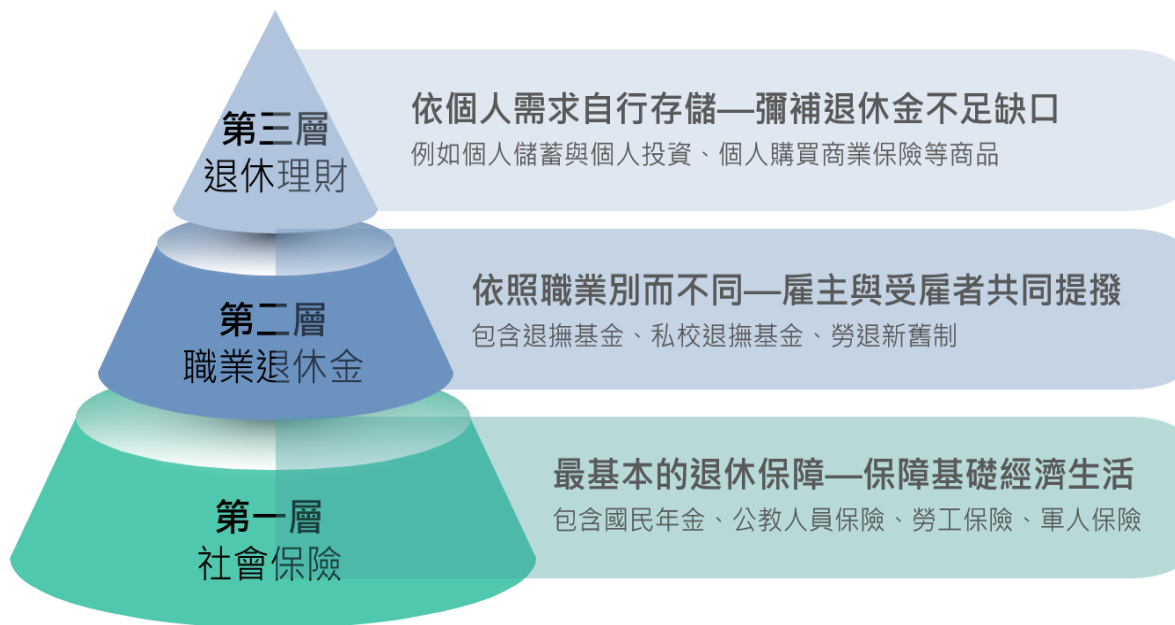 第三層
退休理財
依個人需求自行存儲—彌補退休金不足缺口
例如個人儲蓄與個人投資、個人購買商業保險等商品
第二層
職業退休金
依照職業別而不同—雇主與受雇者共同提撥
包含退撫基金、私校退撫基金、勞退新舊制
第一層
社會保險
最基本的退休保障—保障基礎經濟生活
包含國民年金、公教人員保險、勞工保險、軍人保險